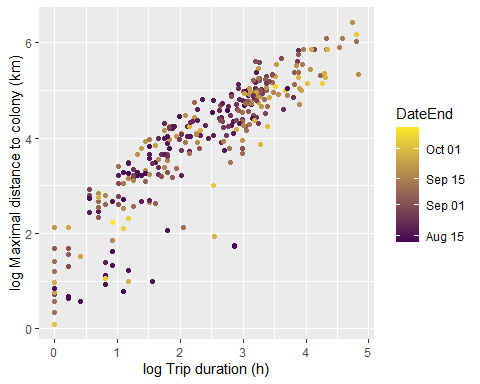 log Maximal distance to colony (km)
6
4
2
0
0
1
2
3
4
5
log Trip duration (h)
DateEnd
Oct 01
Sep 15
Sep 01
Aug 15